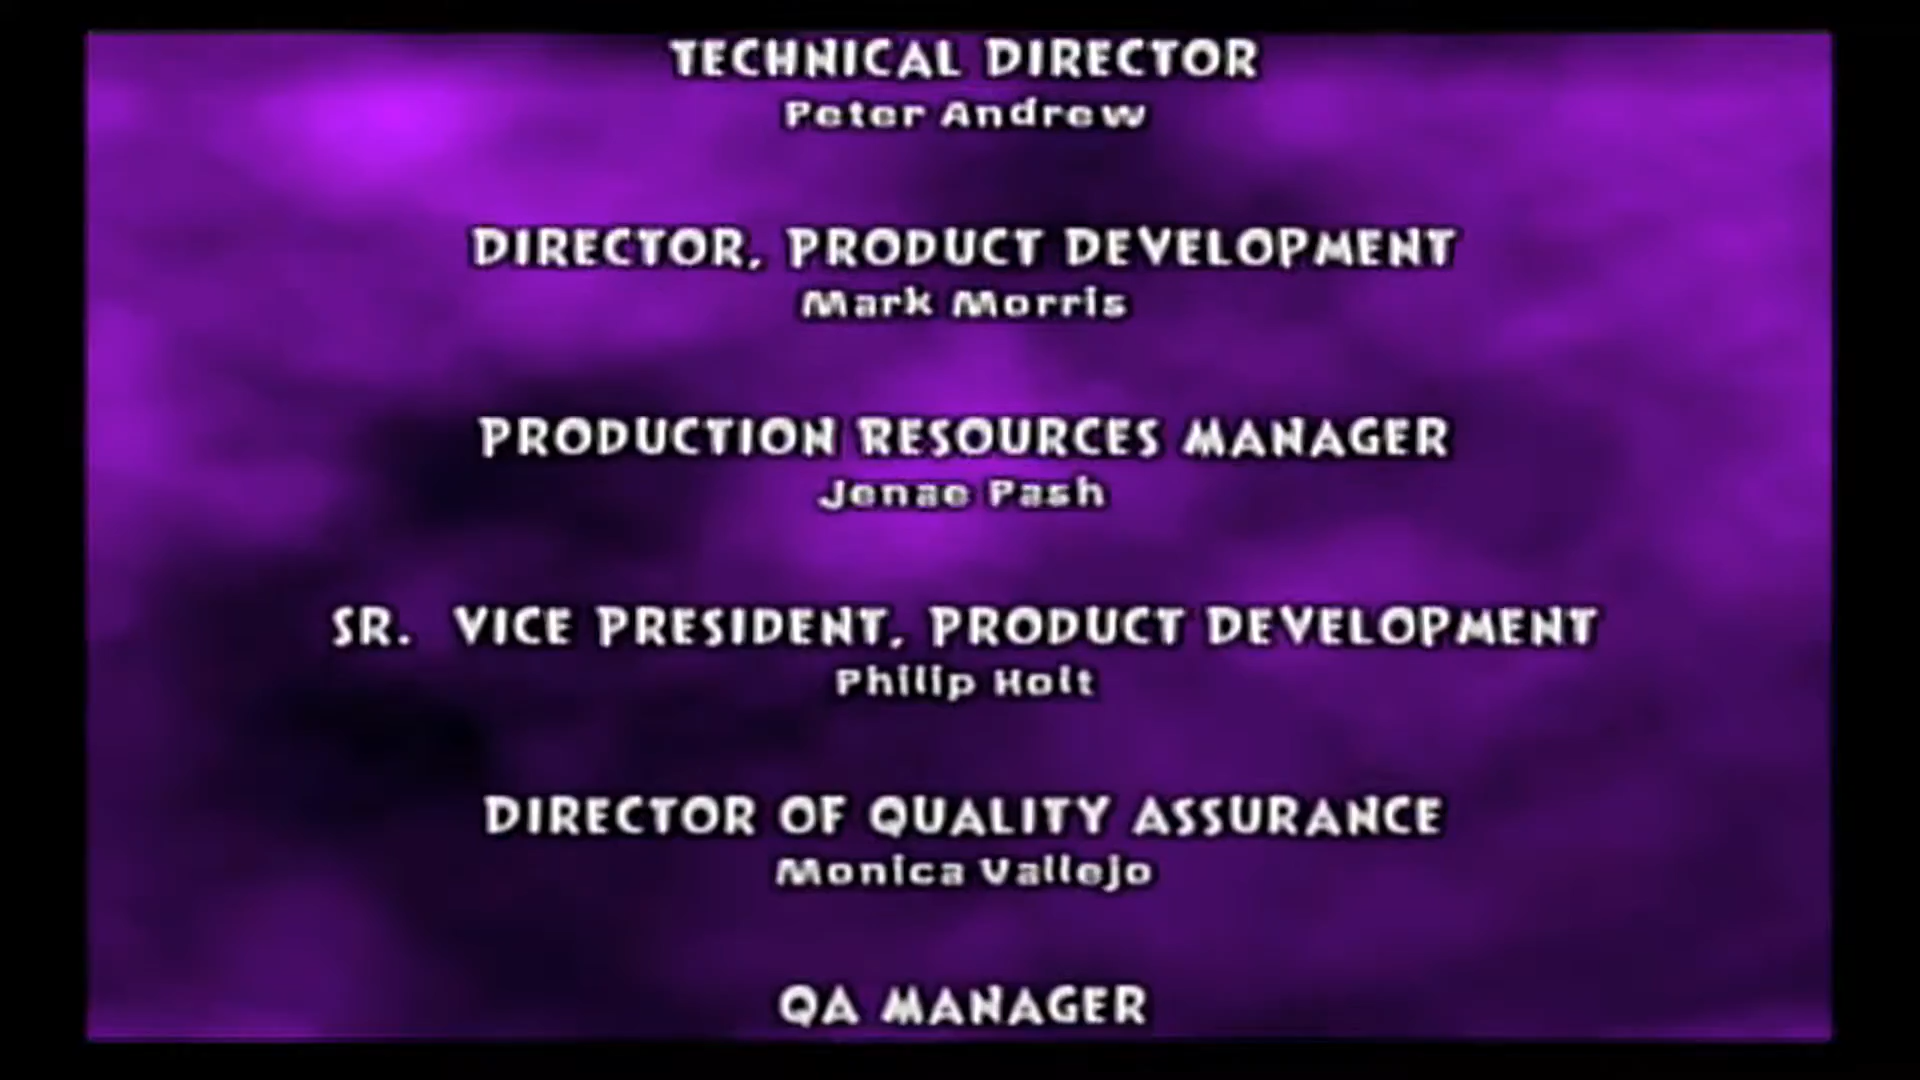 TECHNICAL DIRECTOR
Peter Andrew
DIRECTOR, PRODUCT DEVELOPMENT
Mark Morris
PRODUCTION RESOURCES MANAGER
Jenae Pash
SR. VICE PRESIDENT, PRODUCT DEVELOPMENT
Philip Holt
DIRECTOR OF QUALITY ASSURANCE
Monica Vallejo
QA MANAGER